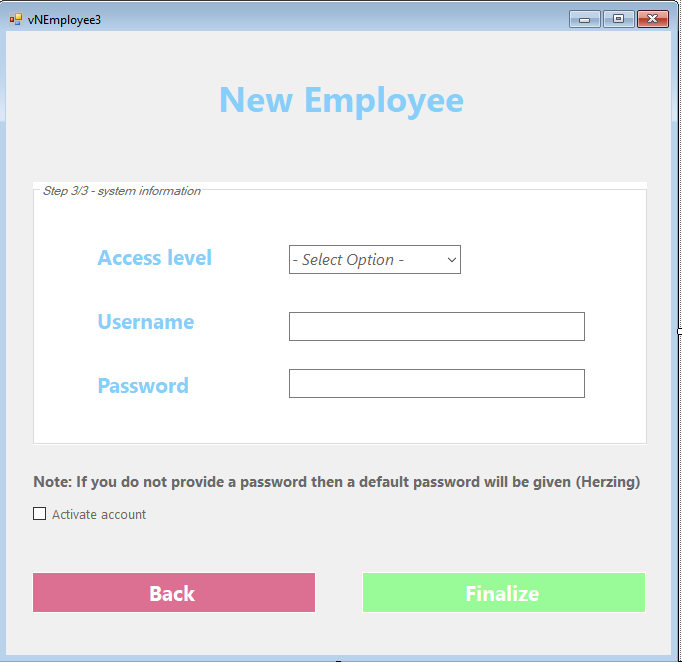 vNEmployee3
New Employee
Step 3/3 - system information
Access level
- Select Option -
Username
Password
Note: If you do not provide a password then a default password will be given (Herzing)
Activate account
Back
Finalize